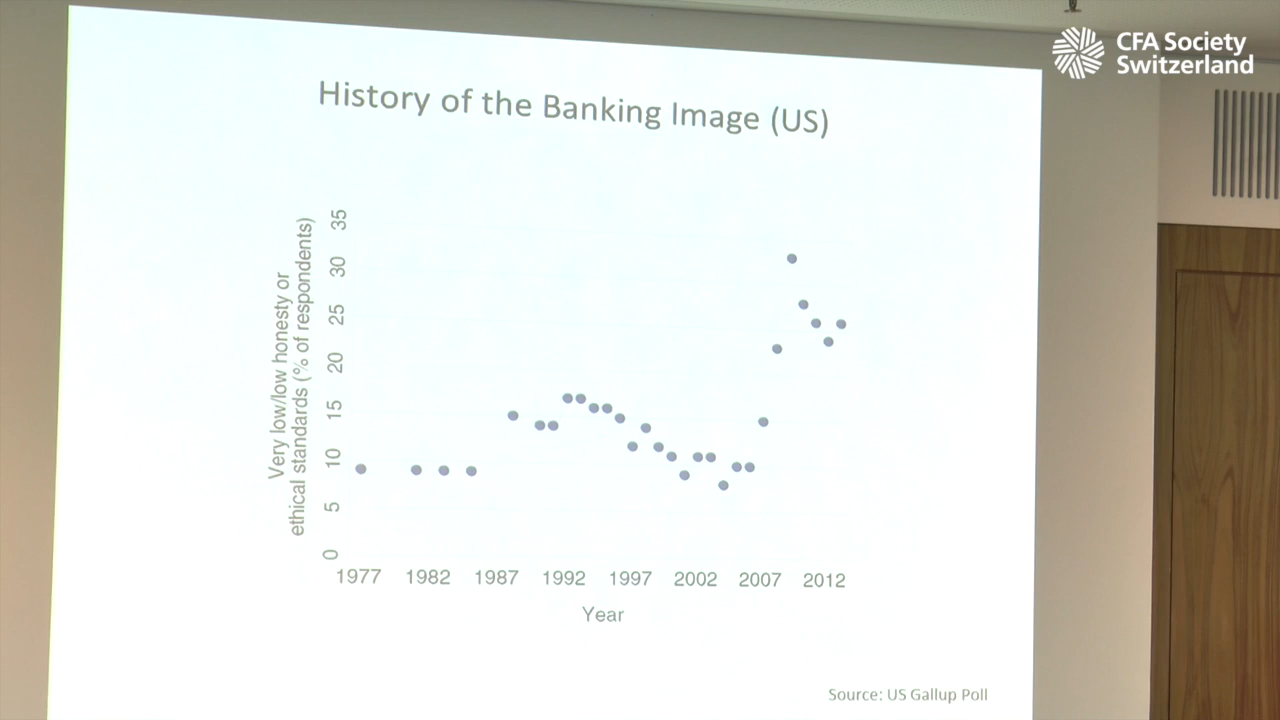 CFA Society
Switzerland
History of the Banking Image (US)
Very low/low honesty or
ethical standards (% of respondents)
35
30
25
20
15
10
5
0
1977 1982 1987 1992 1997 2002 2007 2012
Year
Source: US Gallup Poll